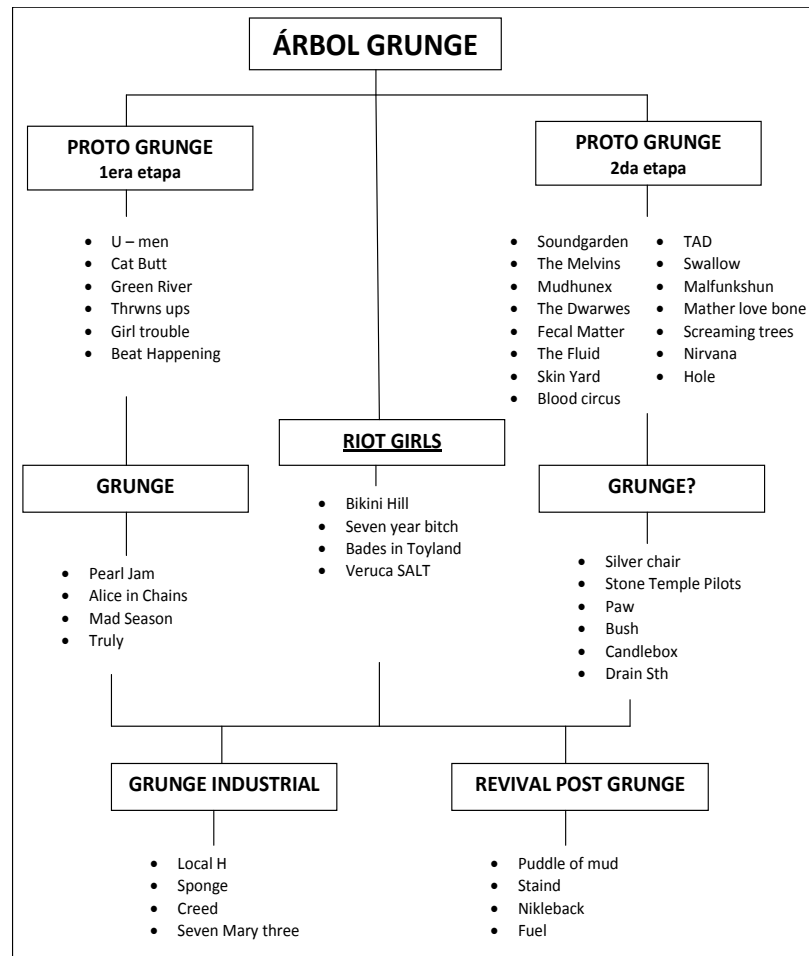 ÁRBOL GRUNGE
PROTO GRUNGE
1era etapa
U – men
Cat Butt
Green River
Thrwns ups
Girl trouble
Beat Happening
PROTO GRUNGE
2da etapa
Soundgarden
The Melvins
Mudhunex
The Dwarwes
Fecal Matter
The Fluid
Skin Yard
Blood circus
TAD
Swallow
Malfunkshun
Mather love bone
Screaming trees
Nirvana
Hole
GRUNGE
Pearl Jam
Alice in Chains
Mad Season
Truly
RIOT GIRLS
Bikini Hill
Seven year bitch
Bades in Toyland
Veruca SALT
GRUNGE?
Silver chair
Stone Temple Pilots
Paw
Bush
Candlebox
Drain Sth
GRUNGE INDUSTRIAL
Local H
Sponge
Creed
Seven Mary three
REVIVAL POST GRUNGE
Puddle of mud
Staind
Nikleback
Fuel